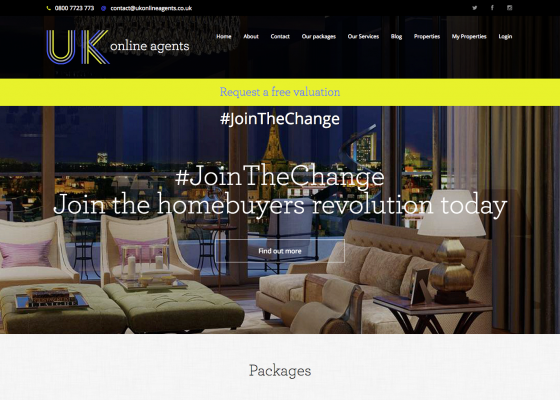 0800 7723 773 @ contact@ukonlineagents.co.uk
UK online agents
Home About Contact Our packages Our Services Blog Properties My Properties Login
Request a free valuation
#JoinTheChange
#JoinTheChange
Join the homebuyers revolution today
Find out more
Packages